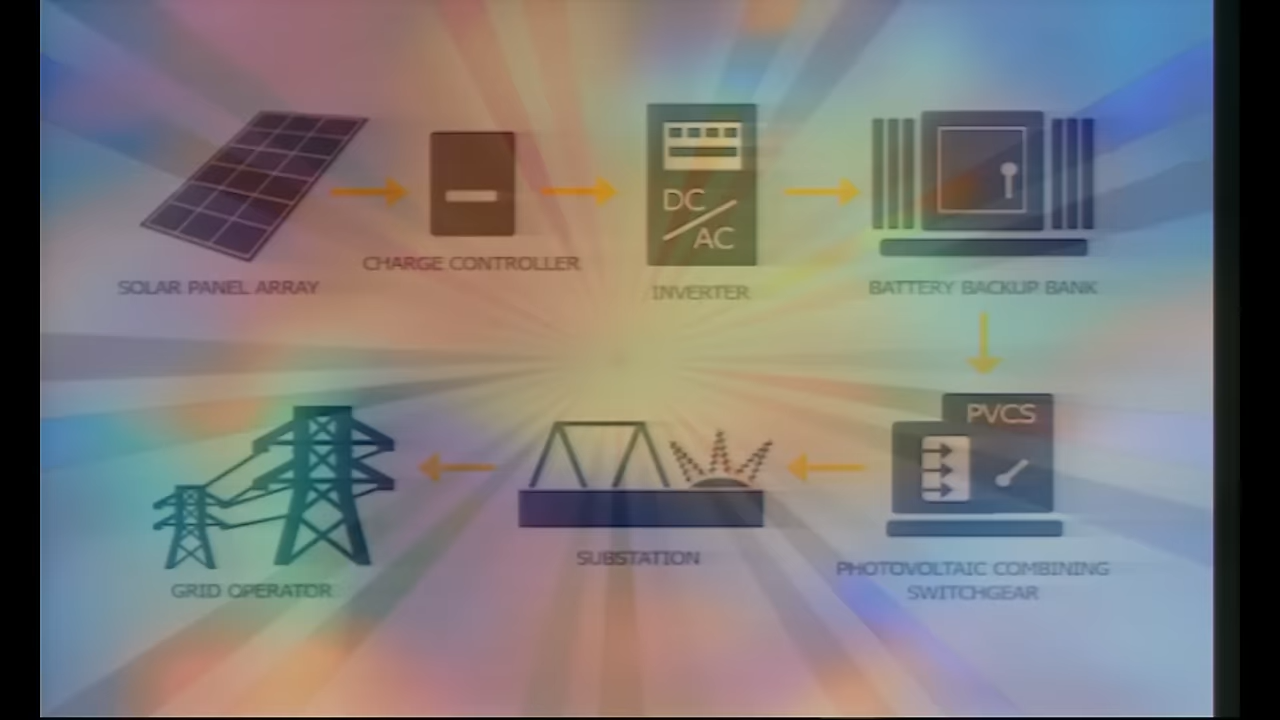 SOLAR PANEL ARRAY
CHARGE CONTROLLER
DC
AC
INVERTER
BATTERY BACKUP BANK
GRID OPERATOR
SUBSTATION
PVCS
PHOTOVOLTAIC COMBINING
SWITCHGEAR